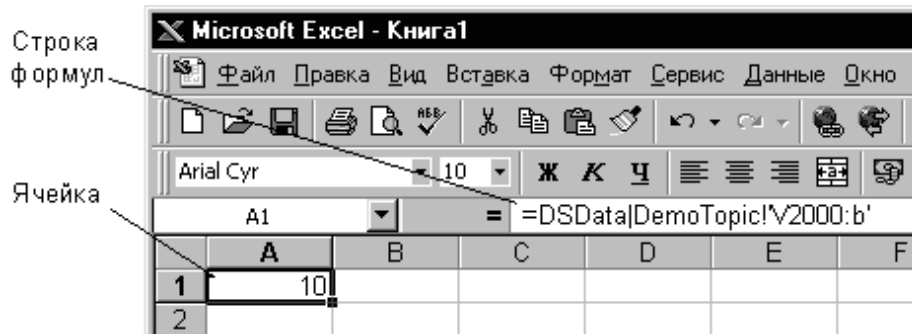 Строка
формул
Ячейка
Microsoft Excel - Книга1
Файл Правка Вид Вставка Формат Сервис Данные Окно
ABC
Arial Cyr 10 Ж К Ч a
A1 = =DSData|DemoTopic!'V2000:b'
A B C D E F
1 10
2